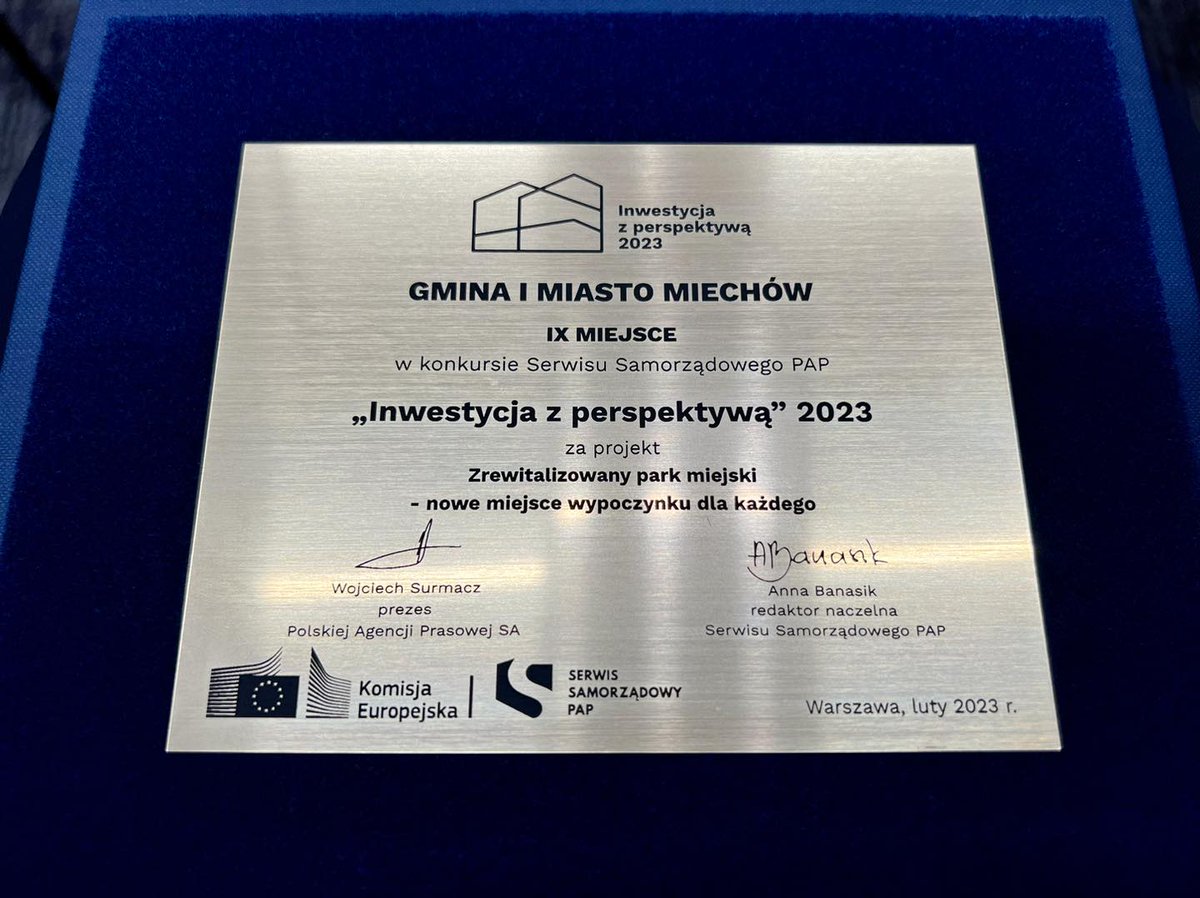 Inwestycja
z perspektywą
2023
GMINA I MIASTO MIECHÓW
IX MIEJSCE
w konkursie Serwisu Samorządowego PAP
„Inwestycja z perspektywą” 2023
za projekt
Zrewitalizowany park miejski
- nowe miejsce wypoczynku dla każdego
ABanasik
Wojciech Surmacz
prezes
Polskiej Agencji Prasowej SA
Anna Banasik
redaktor naczelna
Serwisu Samorządowego PAP
Komisja
Europejska
SERWIS
SAMORZĄDOWY
PAP
Warszawa, luty 2023 r.